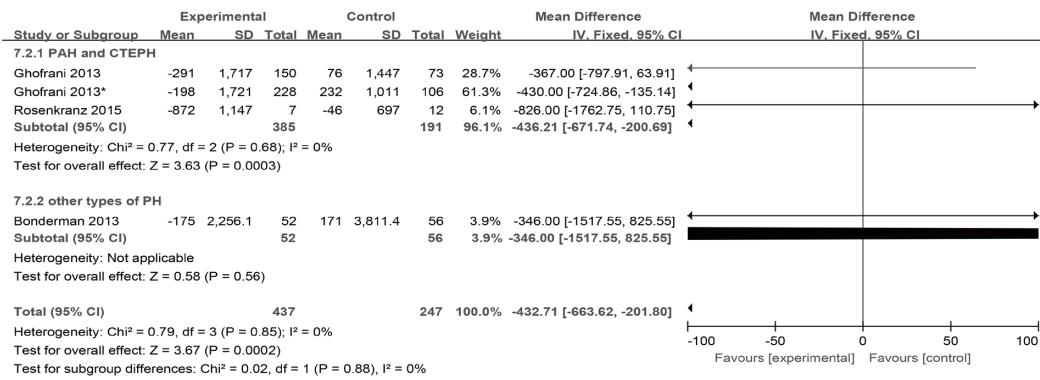 Experimental Control Mean Difference Mean Difference
Study or Subgroup Mean SD Total Mean SD Total Weight IV, Fixed, 95% CI IV, Fixed, 95% CI
7.2.1 PAH and CTEPH
Ghofrani 2013 -291 1,717 150 76 1,447 73 28.7% -367.00 [-797.91, 63.91]
Ghofrani 2013* -198 1,721 228 232 1,011 106 61.3% -430.00 [-724.86, -135.14]
Rosenkranz 2015 -872 1,147 7 -46 697 12 6.1% -826.00 [-1762.75, 110.75]
Subtotal (95% CI) 385 191 96.1% -436.21 [-671.74, -200.69]
Heterogeneity: Chi² = 0.77, df = 2 (P = 0.68); I² = 0%
Test for overall effect: Z = 3.63 (P = 0.0003)
7.2.2 other types of PH
Bonderman 2013 -175 2,256.1 52 171 3,811.4 56 3.9% -346.00 [-1517.55, 825.55]
Subtotal (95% CI) 52 56 3.9% -346.00 [-1517.55, 825.55]
Heterogeneity: Not applicable
Test for overall effect: Z = 0.58 (P = 0.56)
Total (95% CI) 437 247 100.0% -432.71 [-663.62, -201.80]
Heterogeneity: Chi² = 0.79, df = 3 (P = 0.85); I² = 0%
Test for overall effect: Z = 3.67 (P = 0.0002)
Test for subgroup differences: Chi² = 0.02, df = 1 (P = 0.88), I² = 0%
-100 -50 0 50 100
Favours [experimental] Favours [control]